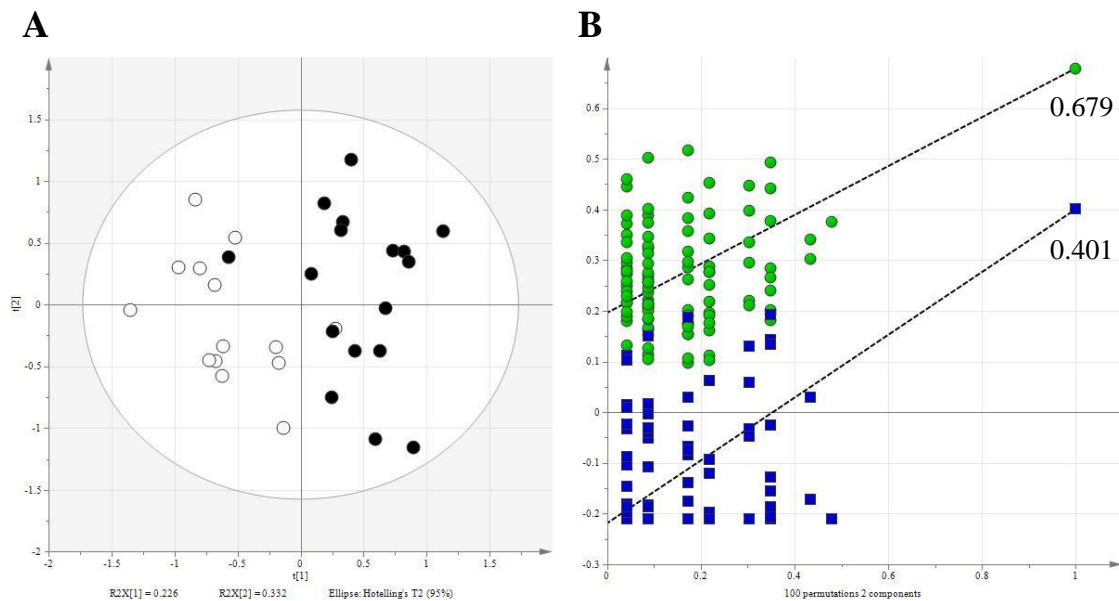 A
B
t[2]
1.5
1
0.5
0
-0.5
-1
-1.5
-2
-2 -1.5 -1 -0.5 0 0.5 1 1.5
t[1]
R2X[1] = 0.226 R2X[2] = 0.332 Ellipse: Hotelling's T2 (95%)
0.679
0.401
0.6
0.5
0.4
0.3
0.2
0.1
0
-0.1
-0.2
-0.3
0 0.2 0.4 0.6 0.8 1
100 permutations 2 components